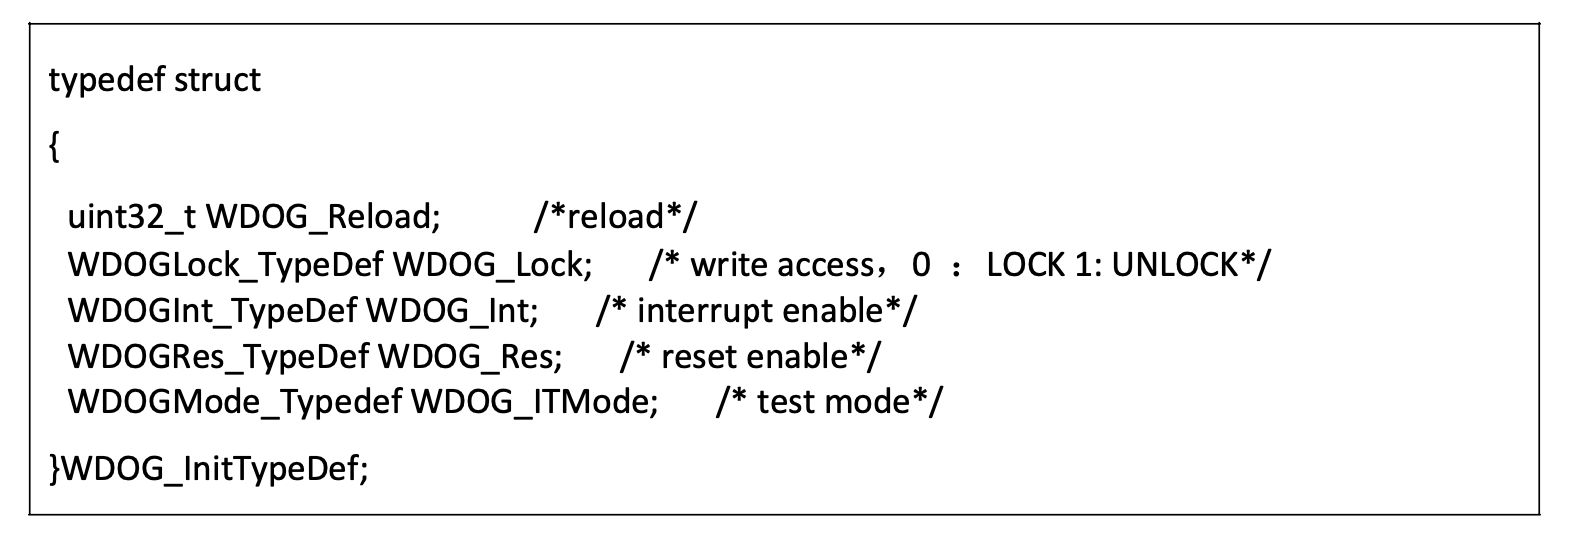 typedef struct
{
uint32_t WDOG_Reload; /*reload*/
WDOGLock_TypeDef WDOG_Lock; /* write access，0 ：LOCK 1: UNLOCK*/
WDOGInt_TypeDef WDOG_Int; /* interrupt enable*/
WDOGRes_TypeDef WDOG_Res; /* reset enable*/
WDOGMode_Typedef WDOG_ITMode; /* test mode*/
}WDOG_InitTypeDef;